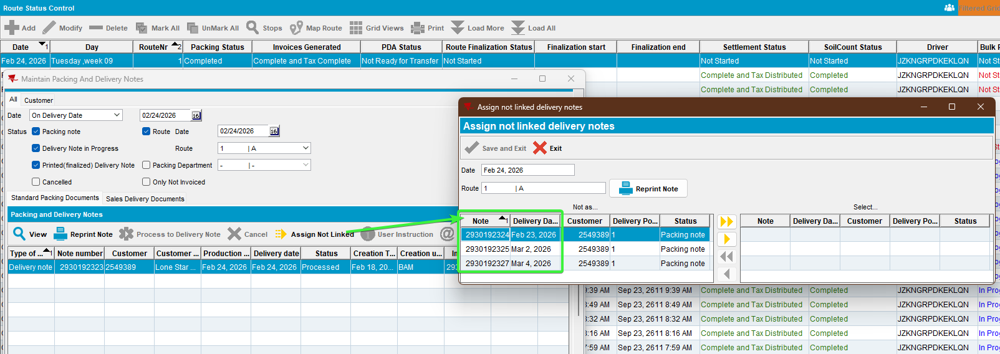 Route Status Control
Filtered Grid
Add Modify Delete Mark All UnMark All Stops Map Route Grid Views Print Load More Load All
Date 1 Day RouteNr 2 Packing Status Invoices Generated PDA Status Route Finalization Status Finalization start Finalization end Settlement Status SoilCount Status Driver Bulk
Feb 24, 2026 Tuesday ,week 09 1 Completed Complete and Tax Complete Not Ready for Transfer Not Started Not Started Not Started JZKNGRPDKEKLQN Not St
Complete and Tax Distributed Completed JZKNGRPDKEKLQN Not St
Complete and Tax Distributed Completed JZKNGRPDKEKLQN Not St
Maintain Packing And Delivery Notes
All Customer
Date On Delivery Date 02/24/2026 16
Status Packing note Route Date 02/24/2026 16
Delivery Note in Progress Route 1 | A
Printed(finalized) Delivery Note Packing Department - | -
Cancelled Only Not Invoiced
Standard Packing Documents Sales Delivery Documents
Packing and Delivery Notes
View Reprint Note Process to Delivery Note Cancel Assign Not Linked User Instruction @
Type of ... 1 Note number Customer Customer ... Production ... Delivery date Status Creation T... Creation u... In
Delivery note 2930192323 2549389 Lone Star ... Feb 24, 2026 Feb 24, 2026 Processed Feb 18, 20... BAM 293
Assign not linked delivery notes
Assign not linked delivery notes
Save and Exit Exit
Date Feb 24, 2026
Route 1 | A Reprint Note
Not as... Select...
Note 1 Delivery Da... Customer Delivery Po... Status
2930192324 Feb 23, 2026 2549389 1 Packing note
2930192325 Mar 2, 2026 2549389 1 Packing note
2930192327 Mar 4, 2026 2549389 1 Packing note
Note Delivery Da... Customer Delivery Po... Status
9:39 AM Sep 23, 2611 9:39 AM Complete and Tax Distributed Completed JZKNGRPDKEKLQN In Prog
8:49 AM Sep 23, 2611 8:49 AM Complete and Tax Distributed Completed JZKNGRPDKEKLQN In Prog
8:32 AM Sep 23, 2611 8:32 AM Complete and Tax Distributed Completed JZKNGRPDKEKLQN In Prog
8:16 AM Sep 23, 2611 8:16 AM Complete and Tax Distributed Completed JZKNGRPDKEKLQN In Prog
7:59 AM Sep 23, 2611 7:59 AM Complete and Tax Distributed Completed JZKNGRPDKEKLQN In Prog